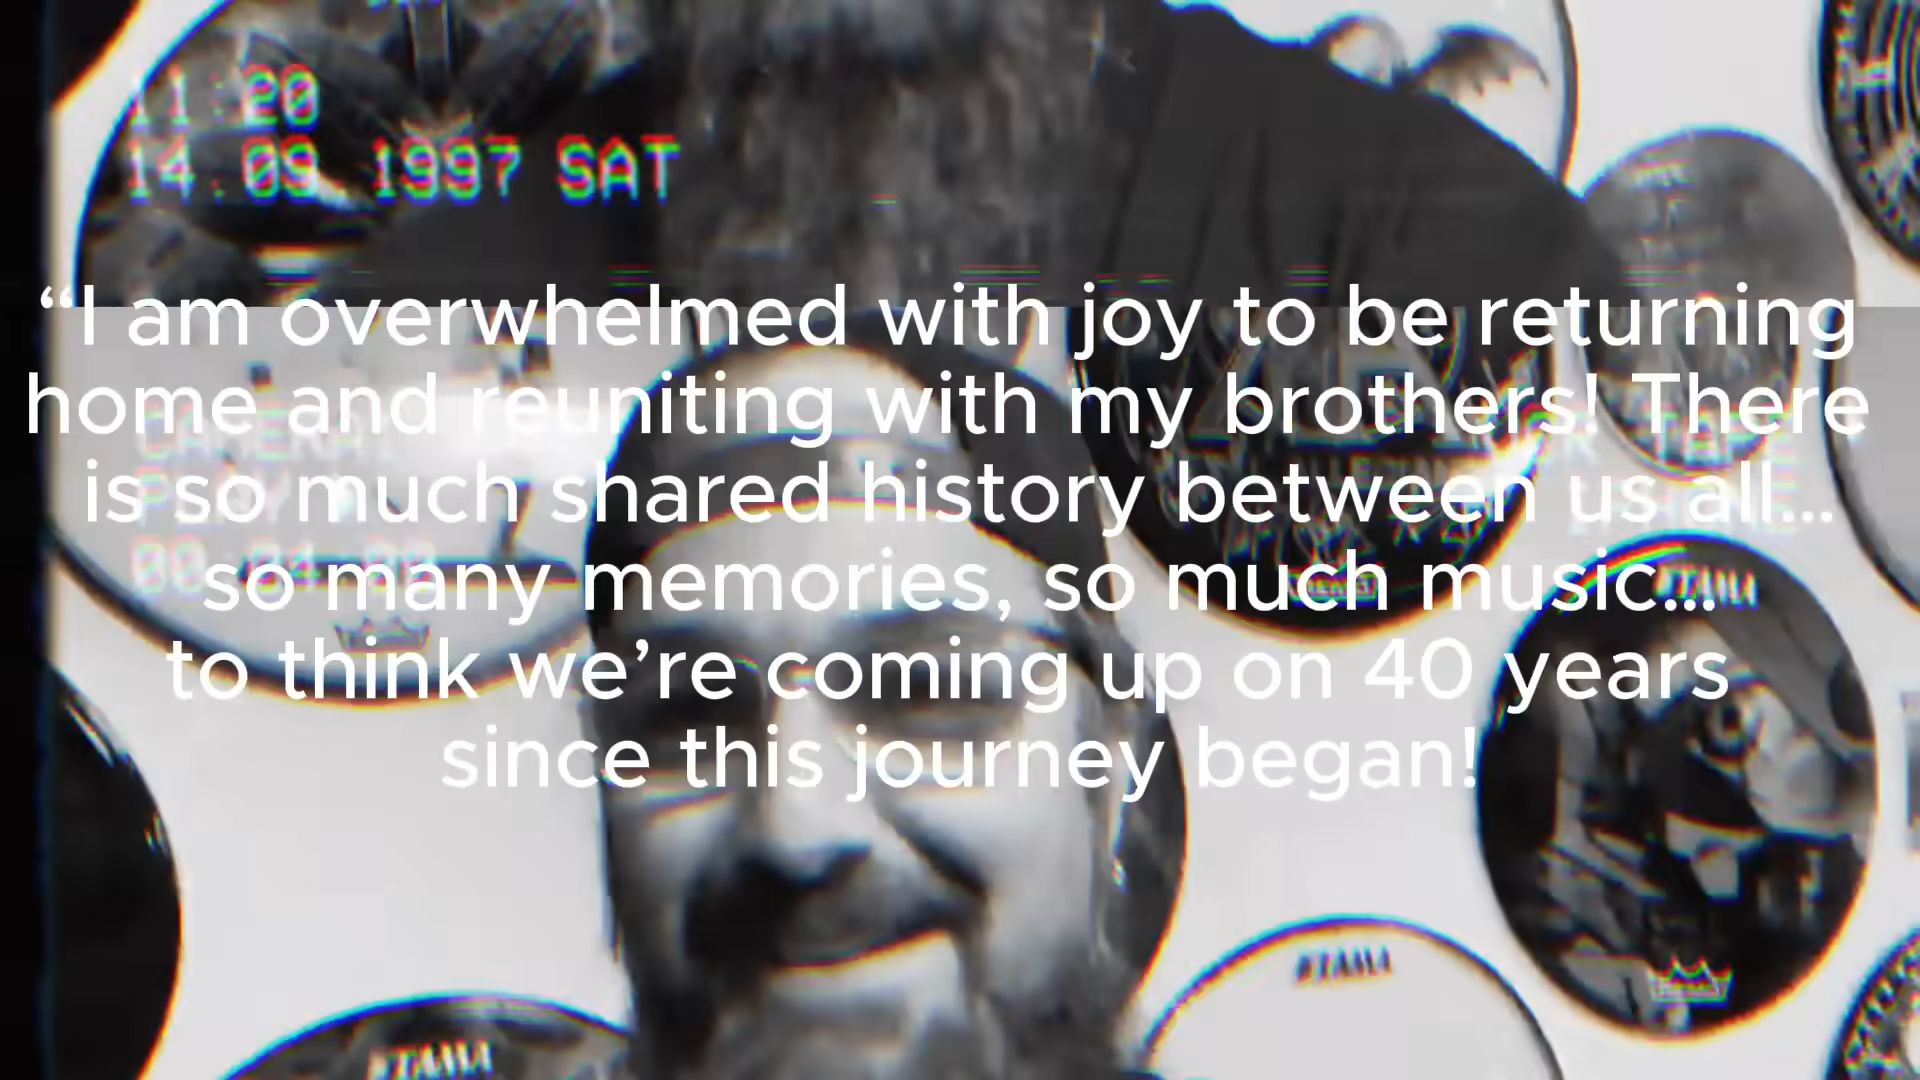 11:20
14.09.1997 SAT
“I am overwhelmed with joy to be returning
home and reuniting with my brothers! There
is so much shared history between us all...
so many memories, so much music...
to think we’re coming up on 40 years
since this journey began!
TAMA
TAMA
TAMA